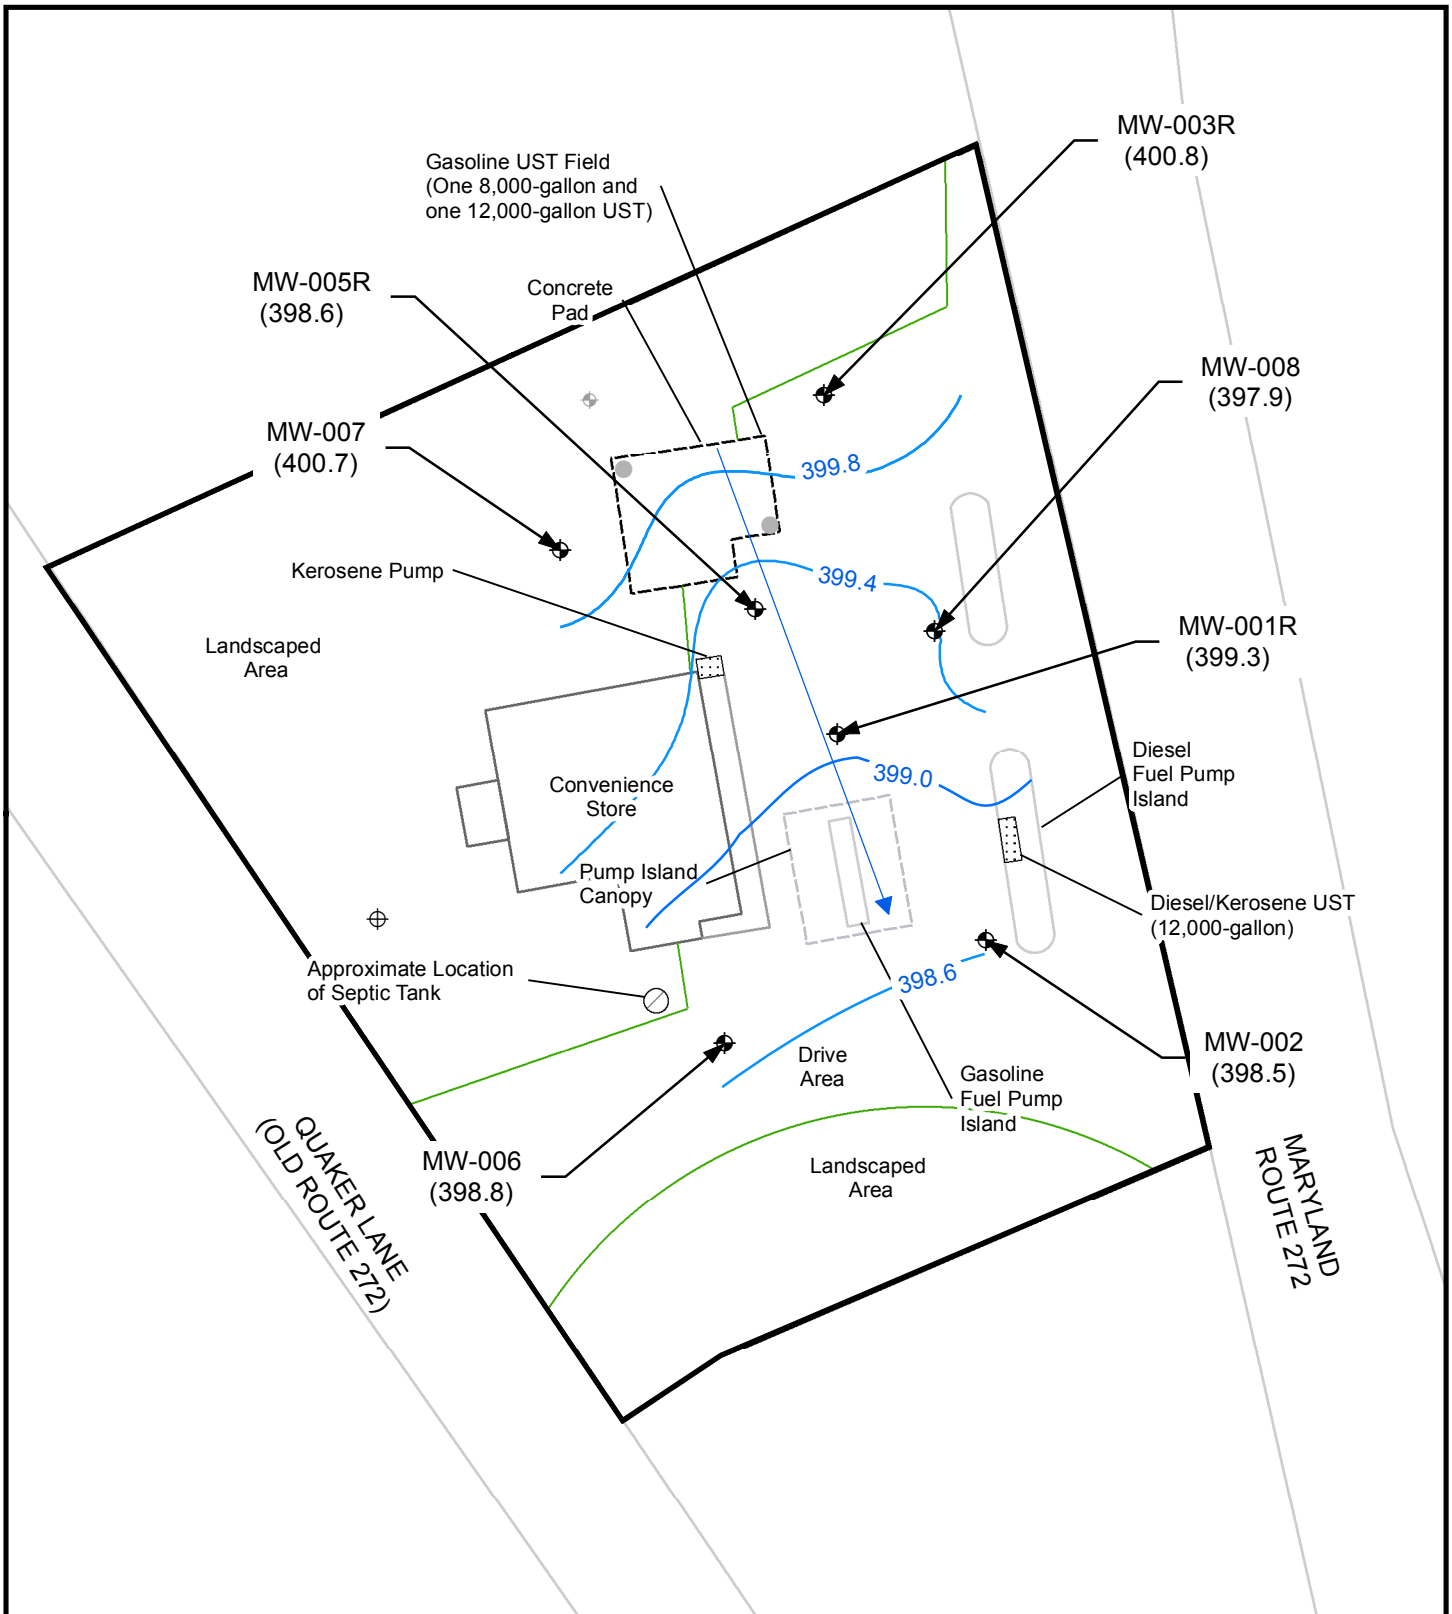 MW-003R
(400.8)
Gasoline UST Field
(One 8,000-gallon and
one 12,000-gallon UST)
MW-005R
(398.6)
Concrete
Pad
MW-008
(397.9)
MW-007
(400.7)
399.8
Kerosene Pump
399.4
Landscaped
Area
MW-001R
(399.3)
Diesel
Fuel Pump
Island
399.0
Convenience
Store
Pump Island
Canopy
Diesel/Kerosene UST
(12,000-gallon)
Approximate Location
of Septic Tank
398.6
MW-002
(398.5)
Drive
Area
Gasoline
Fuel Pump
Island
MW-006
(398.8)
Landscaped
Area
QUAKER LANE
(OLD ROUTE 272)
MARYLAND
ROUTE 272